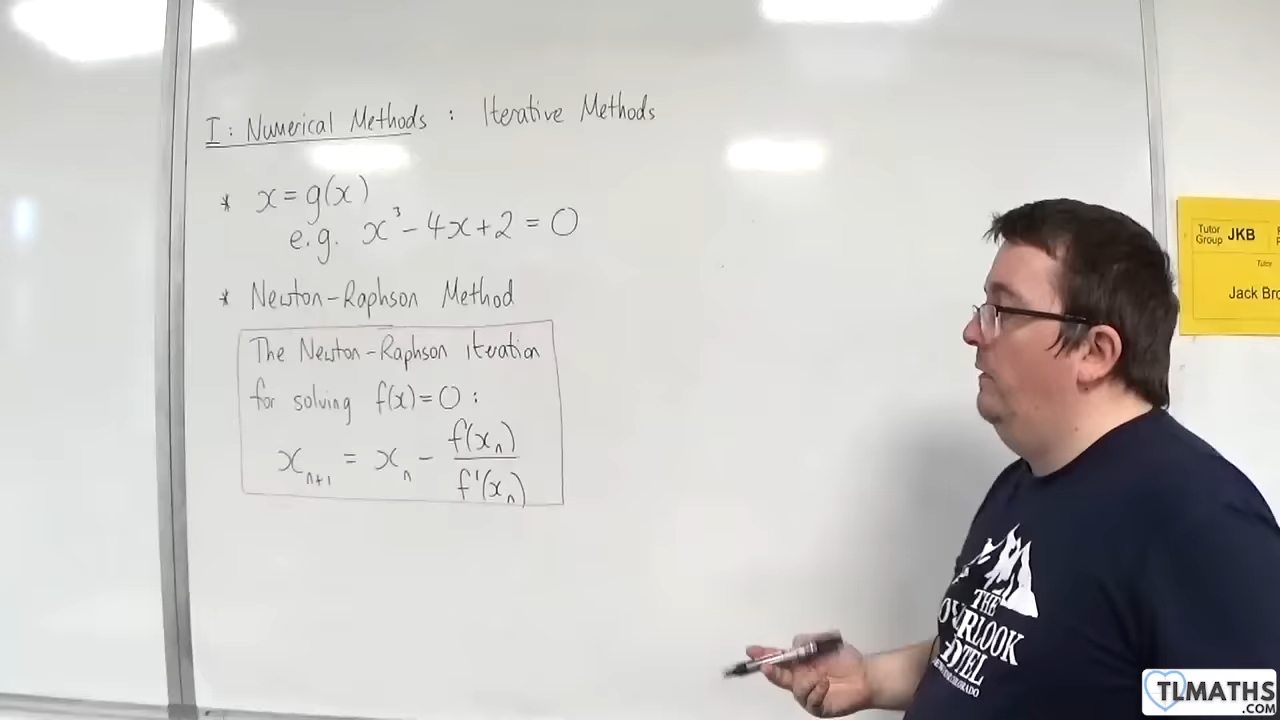 I: Numerical Methods : Iterative Methods
* x = g(x)
e.g. x³ - 4x + 2 = 0
* Newton-Raphson Method
The Newton-Raphson iteration
for solving f(x) = 0 :
xₙ₊₁ = xₙ - f(xₙ) / f'(xₙ)
Tutor Group JKB
Tutor
Jack Bro
THE
OVERLOOK
HOTEL
TLMATHS
.COM